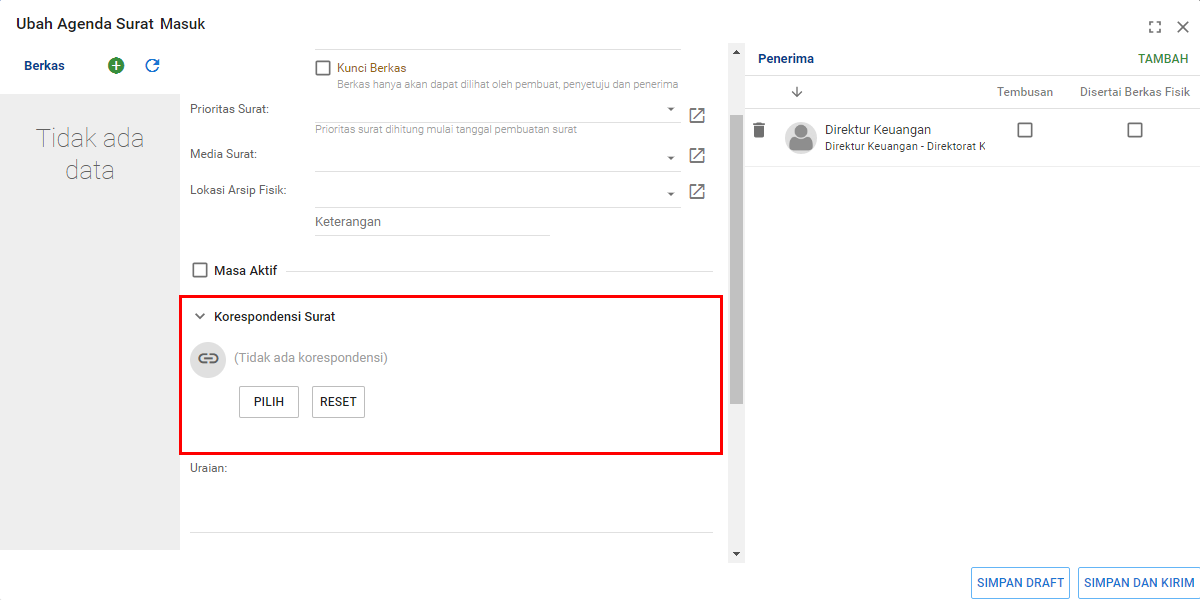 Ubah Agenda Surat Masuk
Berkas
Tidak ada
data
Kunci Berkas
Berkas hanya akan dapat dilihat oleh pembuat, penyetuju dan penerima
Prioritas Surat:
Prioritas surat dihitung mulai tanggal pembuatan surat
Media Surat:
Lokasi Arsip Fisik:
Keterangan
Masa Aktif
Korespondensi Surat
(Tidak ada korespondensi)
PILIH RESET
Uraian:
Penerima TAMBAH
Tembusan Disertai Berkas Fisik
Direktur Keuangan
Direktur Keuangan - Direktorat K
SIMPAN DRAFT SIMPAN DAN KIRIM